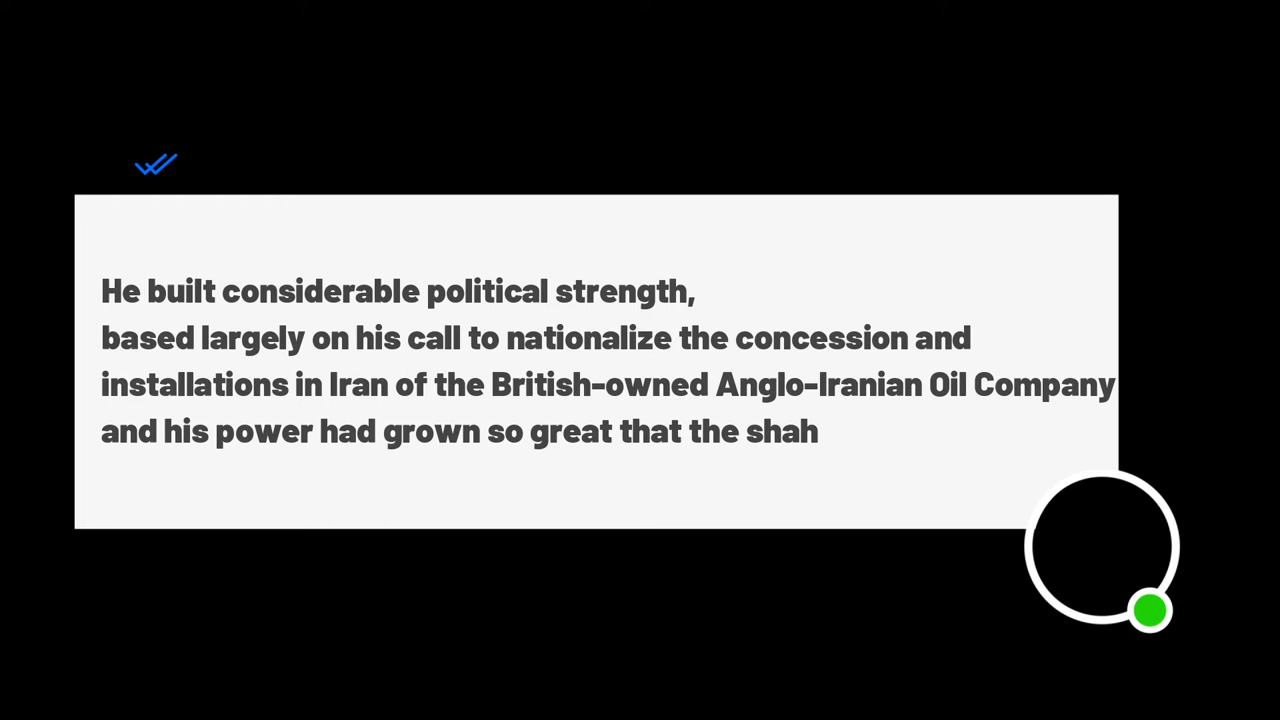 He built considerable political strength,
based largely on his call to nationalize the concession and
installations in Iran of the British-owned Anglo-Iranian Oil Company
and his power had grown so great that the shah